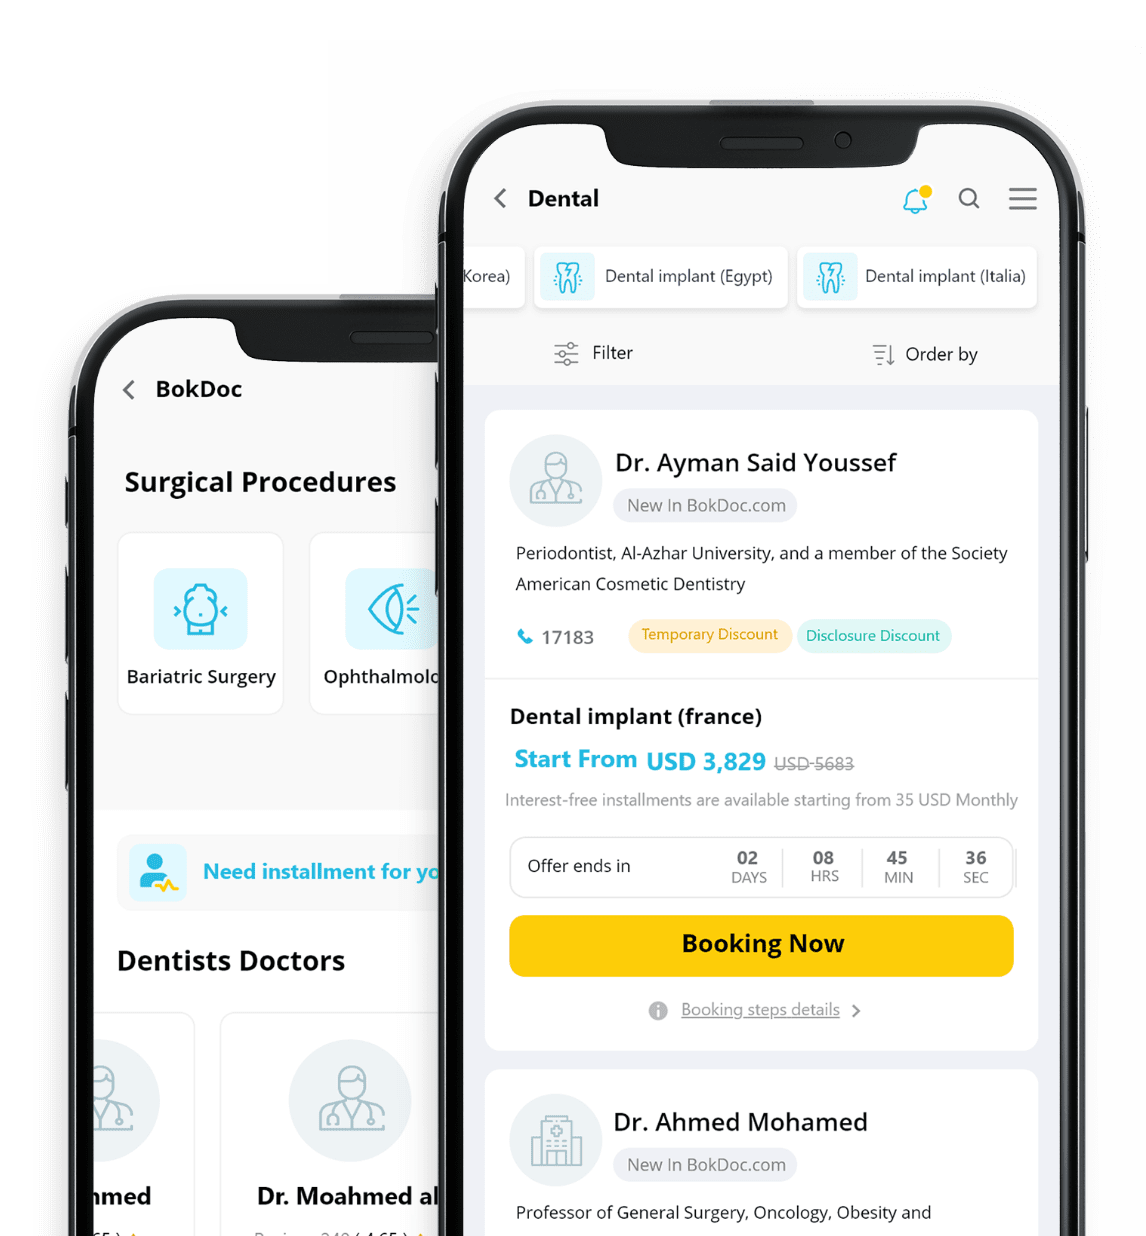 Dental
Korea)
Dental implant (Egypt)
Dental implant (Italia)
Filter
Order by
Dr. Ayman Said Youssef
New In BokDoc.com
Periodontist, Al-Azhar University, and a member of the Society
American Cosmetic Dentistry
17183
Temporary Discount
Disclosure Discount
Dental implant (france)
Start From USD 3,829 USD 5683
Interest-free installments are available starting from 35 USD Monthly
Offer ends in
02 DAYS
08 HRS
45 MIN
36 SEC
Booking Now
Booking steps details
Dr. Ahmed Mohamed
New In BokDoc.com
Professor of General Surgery, Oncology, Obesity and
BokDoc
Surgical Procedures
Bariatric Surgery
Ophthalmolo
Need installment for yo
Dentists Doctors
hmed
Dr. Moahmed al